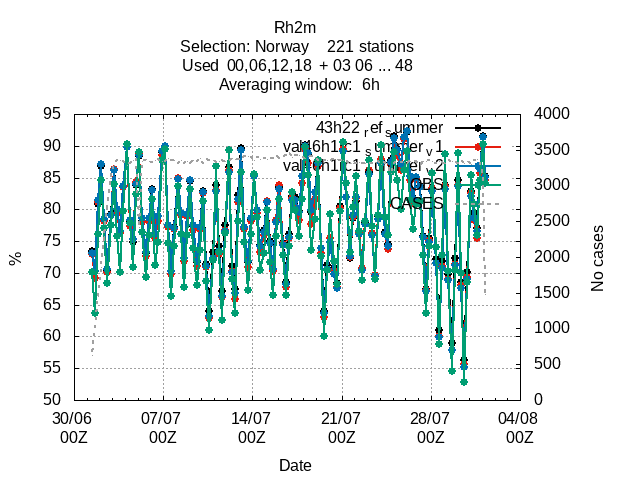 Rh2m
Selection: Norway 221 stations
Used 00,06,12,18 + 03 06 ... 48
Averaging window: 6h
95 4000
43h22_ref_summer
90 3500
85
OBS
80 3000
CASES
75 2500
% 70 2000 No cases
65 1500
60 1000
55 500
50 0
30/06 07/07 14/07 21/07 28/07 04/08
00Z 00Z 00Z 00Z 00Z 00Z
Date